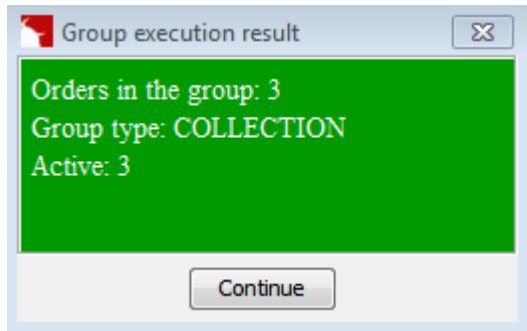 Group execution result
Orders in the group: 3
Group type: COLLECTION
Active: 3
Continue